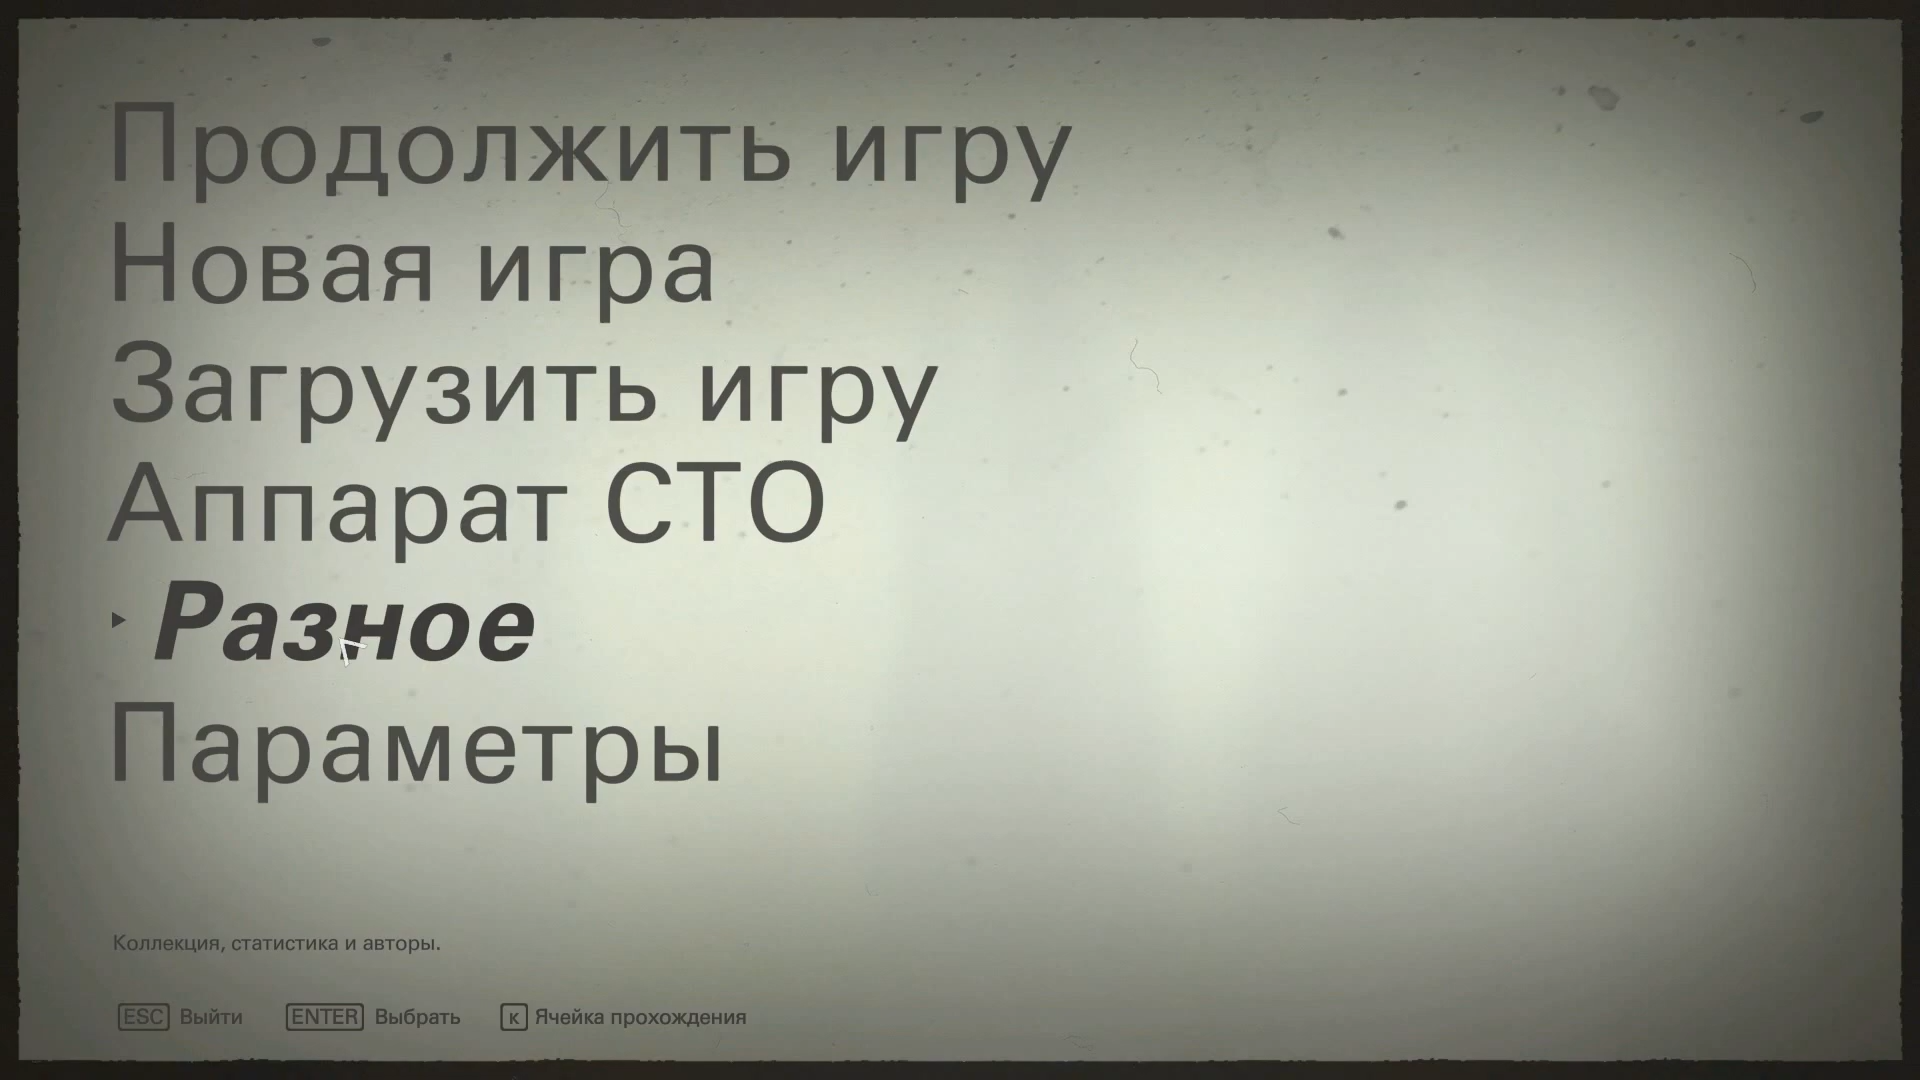 Продолжить игру
Новая игра
Загрузить игру
Аппарат СТО
Разное
Параметры
Коллекция, статистика и авторы.
ESC Выйти ENTER Выбрать К Ячейка прохождения